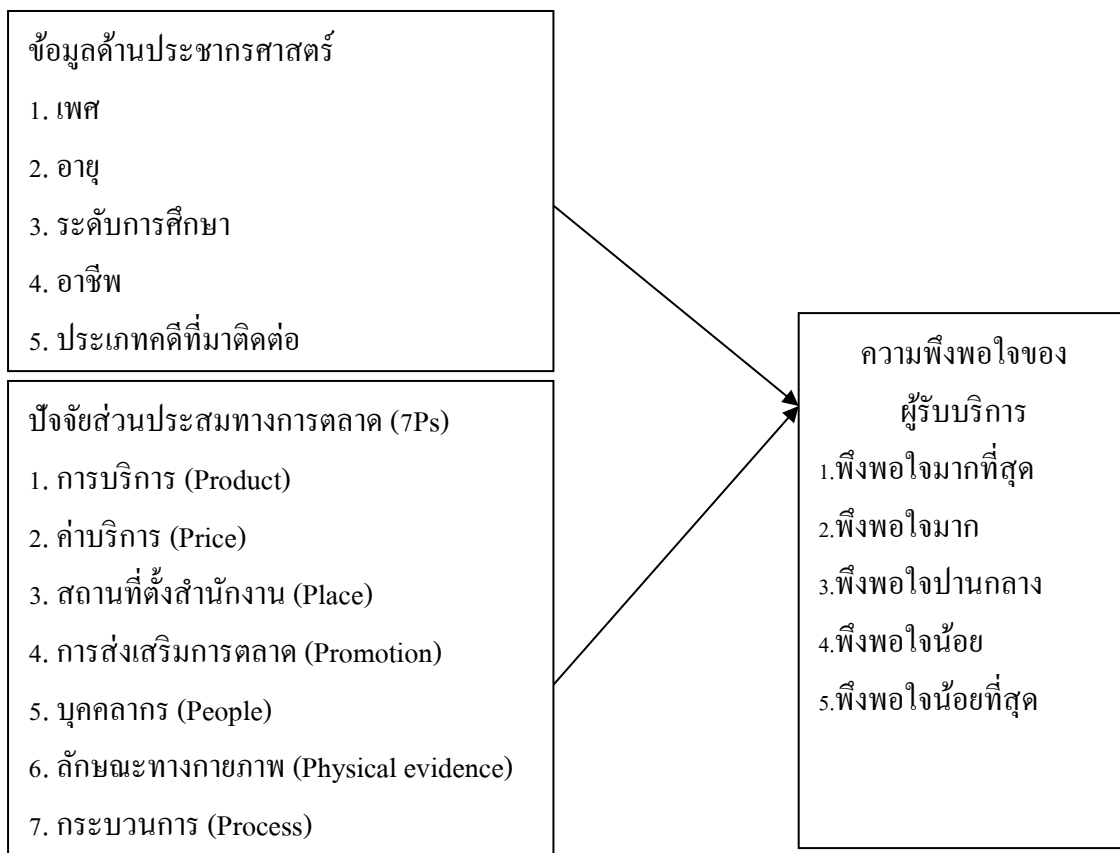 ข้อมูลด้านประชากรศาสตร์
1. เพศ
2. อายุ
3. ระดับการศึกษา
4. อาชีพ
5. ประเภทคดีที่มาติดต่อ
ปัจจัยส่วนประสมทางการตลาด (7Ps)
1. การบริการ (Product)
2. ค่าบริการ (Price)
3. สถานที่ตั้งสำนักงาน (Place)
4. การส่งเสริมการตลาด (Promotion)
5. บุคคลากร (People)
6. ลักษณะทางกายภาพ (Physical evidence)
7. กระบวนการ (Process)
ความพึงพอใจของ
ผู้รับบริการ
1.พึงพอใจมากที่สุด
2.พึงพอใจมาก
3.พึงพอใจปานกลาง
4.พึงพอใจน้อย
5.พึงพอใจน้อยที่สุด